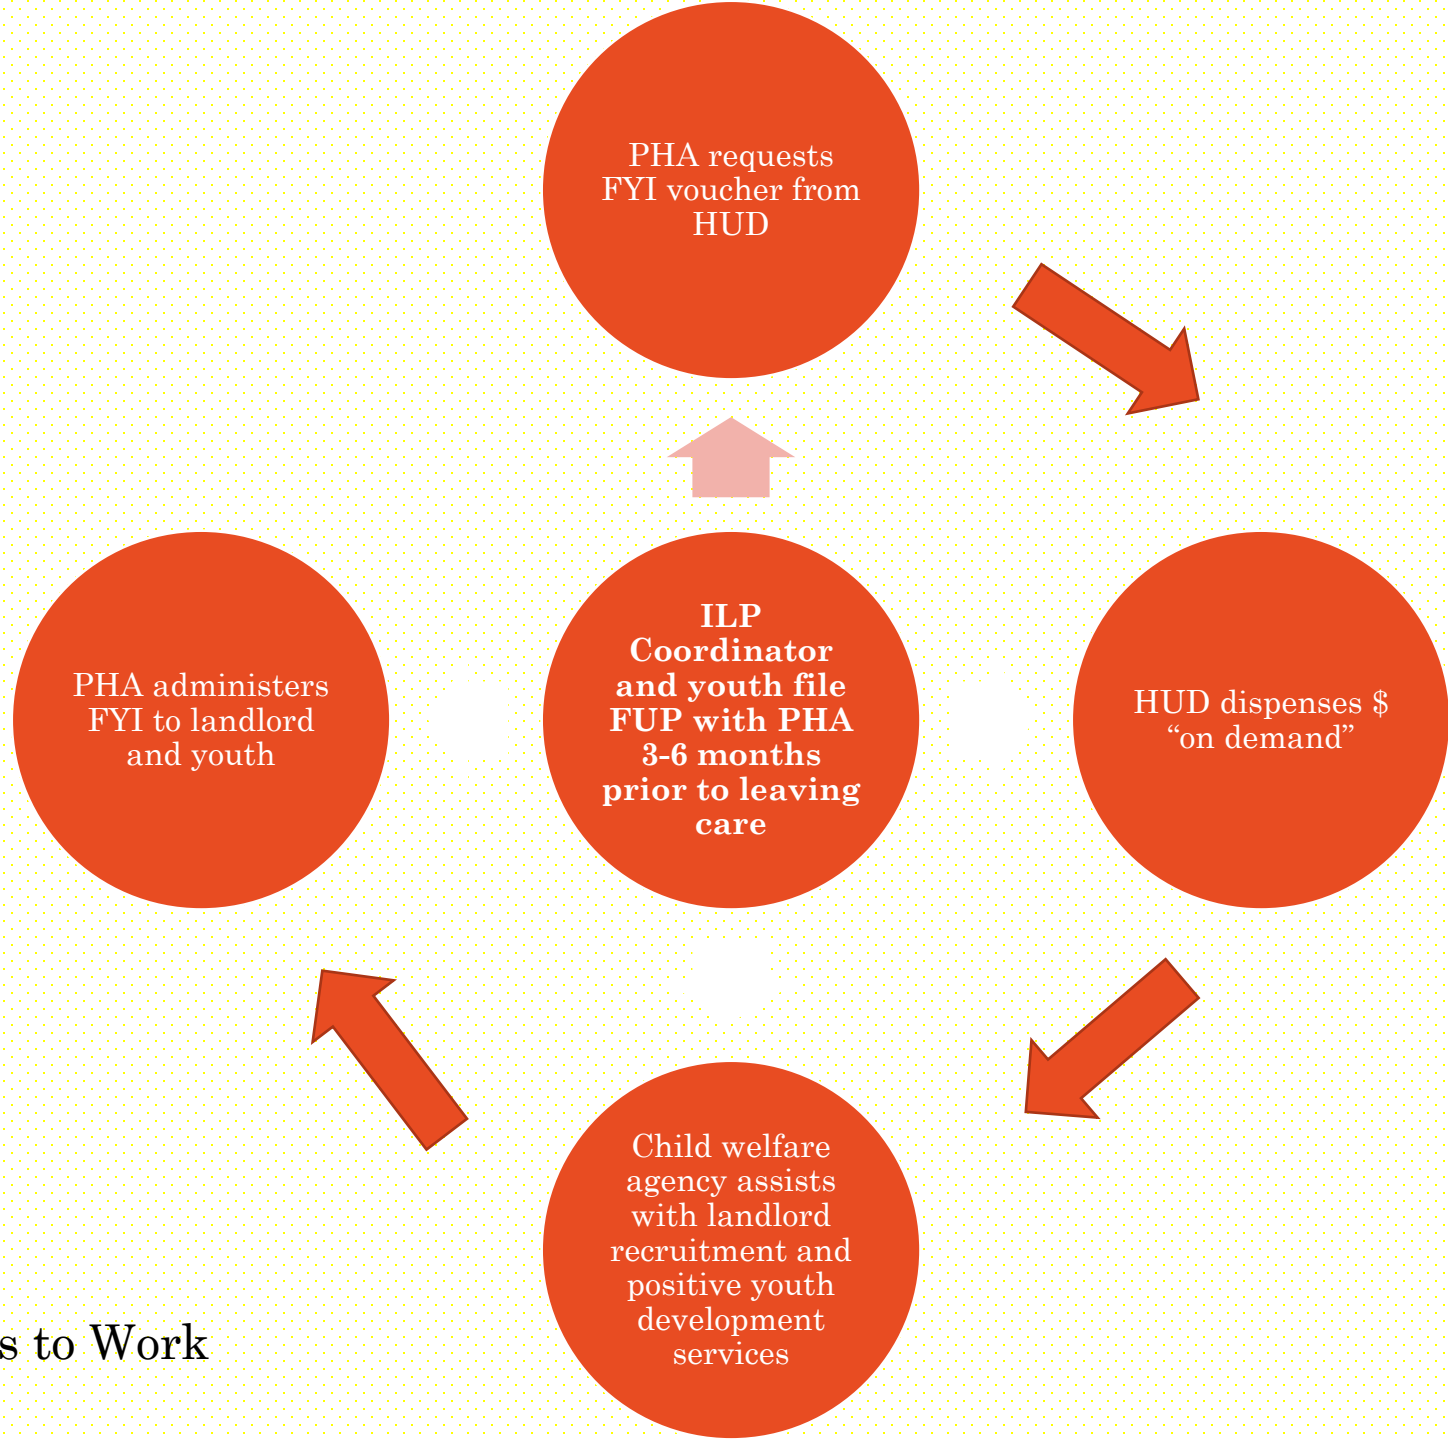 PHA requests
FYI voucher from
HUD
PHA administers
FYI to landlord
and youth
ILP
Coordinator
and youth file
FUP with PHA
3-6 months
prior to leaving
care
HUD dispenses $
“on demand”
Child welfare
agency assists
with landlord
recruitment and
positive youth
development
services
s to Work